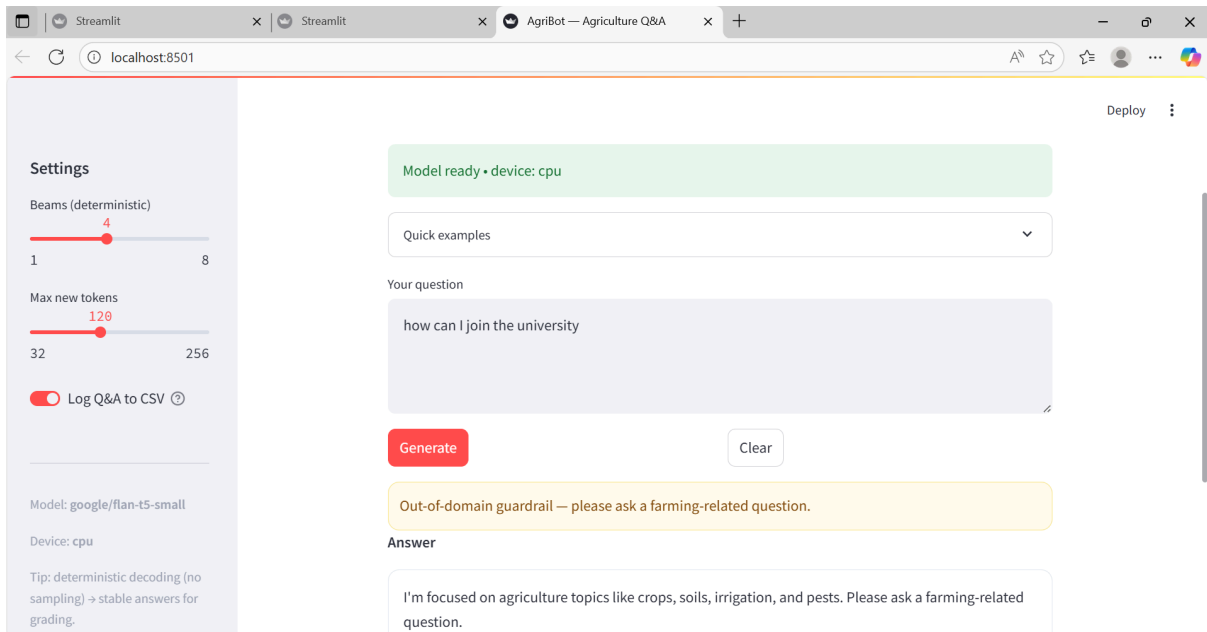 Streamlit
Streamlit
AgriBot — Agriculture Q&A
localhost:8501
Deploy
Settings
Beams (deterministic)
4
1 8
Max new tokens
120
32 256
Log Q&A to CSV
Model: google/flan-t5-small
Device: cpu
Tip: deterministic decoding (no
sampling) → stable answers for
grading.
Model ready • device: cpu
Quick examples
Your question
how can I join the university
Generate Clear
Out-of-domain guardrail — please ask a farming-related question.
Answer
I'm focused on agriculture topics like crops, soils, irrigation, and pests. Please ask a farming-related
question.